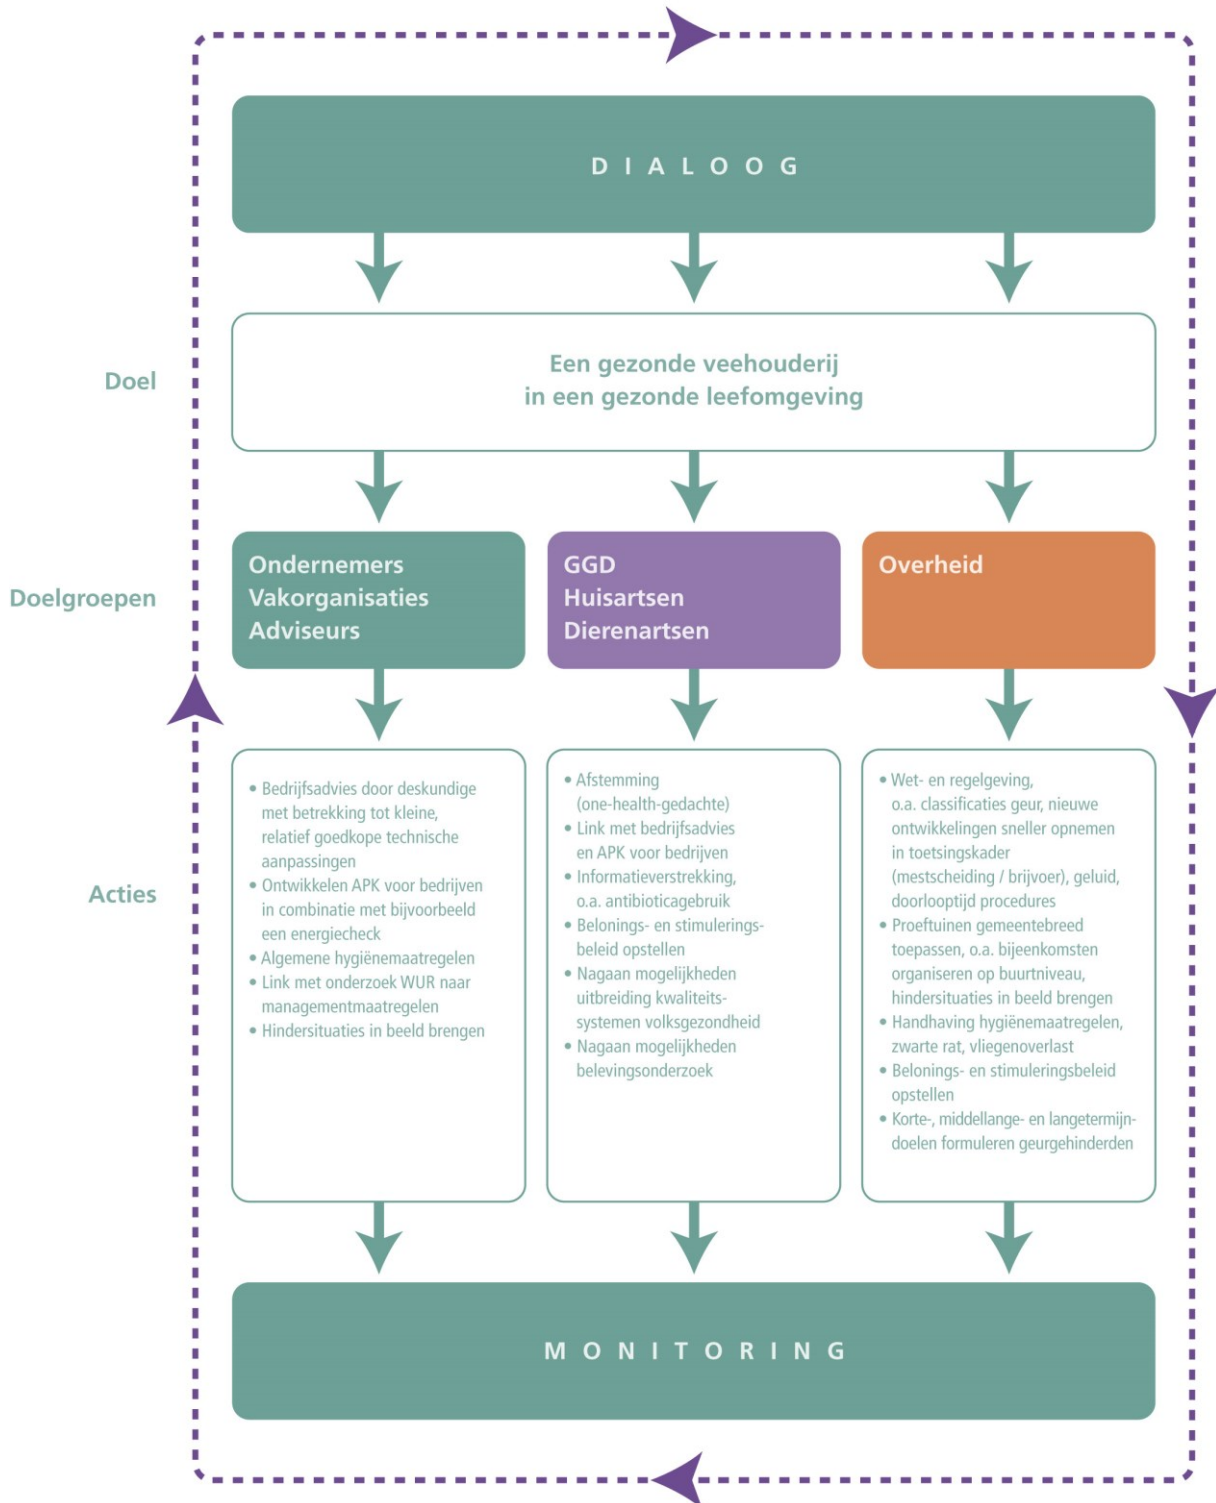 D I A L O O G
Doel
Een gezonde veehouderij
in een gezonde leefomgeving
Doelgroepen
Ondernemers
Vakorganisaties
Adviseurs
GGD
Huisartsen
Dierenartsen
Overheid
Acties
• Bedrijfsadvies door deskundige
met betrekking tot kleine,
relatief goedkope technische
aanpassingen
• Ontwikkelen APK voor bedrijven
in combinatie met bijvoorbeeld
een energiecheck
• Algemene hygiënemaatregelen
• Link met onderzoek WUR naar
managementmaatregelen
• Hindersituaties in beeld brengen
• Afstemming
(one-health-gedachte)
• Link met bedrijfsadvies
en APK voor bedrijven
• Informatieverstrekking,
o.a. antibioticagebruik
• Belonings- en stimulerings-
beleid opstellen
• Nagaan mogelijkheden
uitbreiding kwaliteits-
systemen volksgezondheid
• Nagaan mogelijkheden
belevingsonderzoek
• Wet- en regelgeving,
o.a. classificaties geur, nieuwe
ontwikkelingen sneller opnemen
in toetsingskader
(mestscheiding / brijvoer), geluid,
doorlooptijd procedures
• Proeftuinen gemeentebreed
toepassen, o.a. bijeenkomsten
organiseren op buurtniveau,
hindersituaties in beeld brengen
• Handhaving hygiënemaatregelen,
zwarte rat, vliegenoverlast
• Belonings- en stimuleringsbeleid
opstellen
• Korte-, middellange- en langetermijn-
doelen formuleren geurgehinderden
M O N I T O R I N G